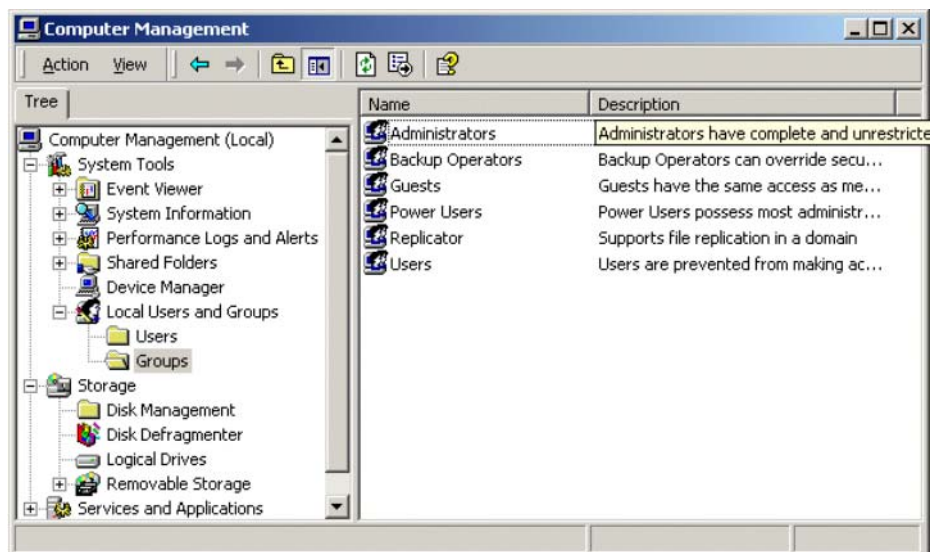 Computer Management
Action View
Tree
Computer Management (Local)
System Tools
Event Viewer
System Information
Performance Logs and Alerts
Shared Folders
Device Manager
Local Users and Groups
Users
Groups
Storage
Disk Management
Disk Defragmenter
Logical Drives
Removable Storage
Services and Applications
Name Description
Administrators Administrators have complete and unrestricte
Backup Operators Backup Operators can override secu...
Guests Guests have the same access as me...
Power Users Power Users possess most administr...
Replicator Supports file replication in a domain
Users Users are prevented from making ac...